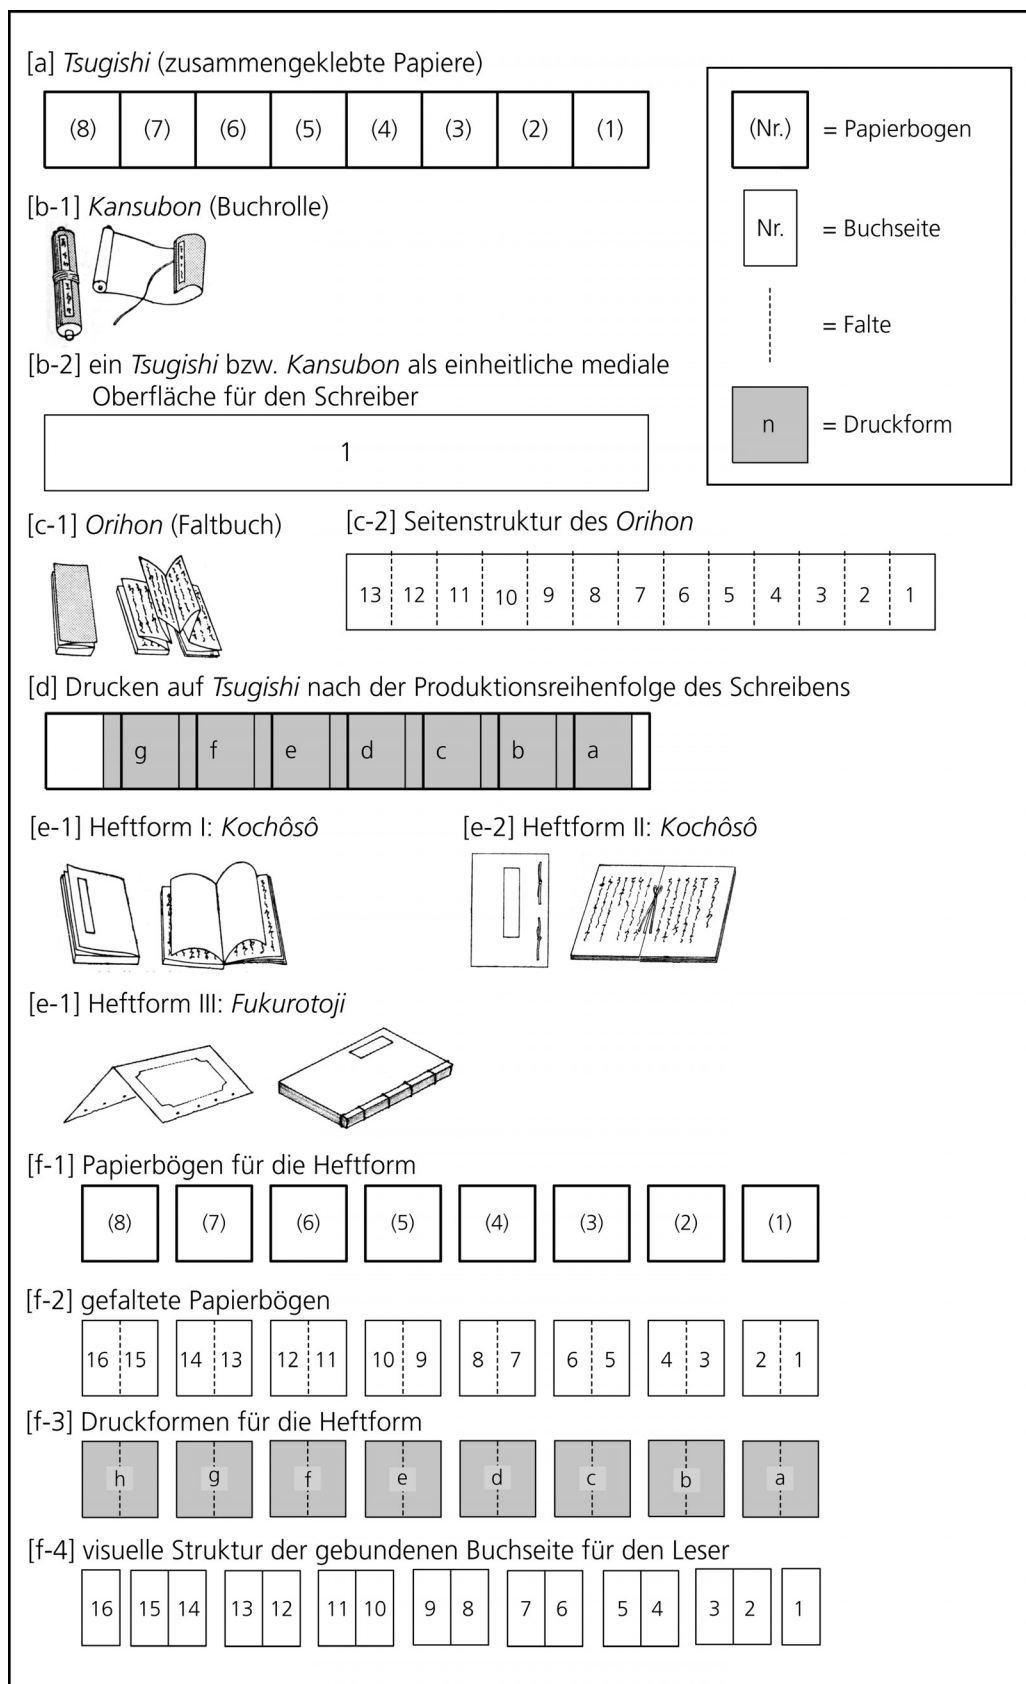 [a] Tsugishi (zusammengeklebte Papiere)
(8) (7) (6) (5) (4) (3) (2) (1)
(Nr.) = Papierbogen
Nr. = Buchseite
= Falte
n = Druckform
[b-1] Kansubon (Buchrolle)
[b-2] ein Tsugishi bzw. Kansubon als einheitliche mediale
Oberfläche für den Schreiber
1
[c-1] Orihon (Faltbuch)
[c-2] Seitenstruktur des Orihon
13 12 11 10 9 8 7 6 5 4 3 2 1
[d] Drucken auf Tsugishi nach der Produktionsreihenfolge des Schreibens
g f e d c b a
[e-1] Heftform I: Kochôsô
[e-2] Heftform II: Kochôsô
[e-1] Heftform III: Fukurotoji
[f-1] Papierbögen für die Heftform
(8) (7) (6) (5) (4) (3) (2) (1)
[f-2] gefaltete Papierbögen
16 15 14 13 12 11 10 9 8 7 6 5 4 3 2 1
[f-3] Druckformen für die Heftform
h g f e d c b a
[f-4] visuelle Struktur der gebundenen Buchseite für den Leser
16 15 14 13 12 11 10 9 8 7 6 5 4 3 2 1